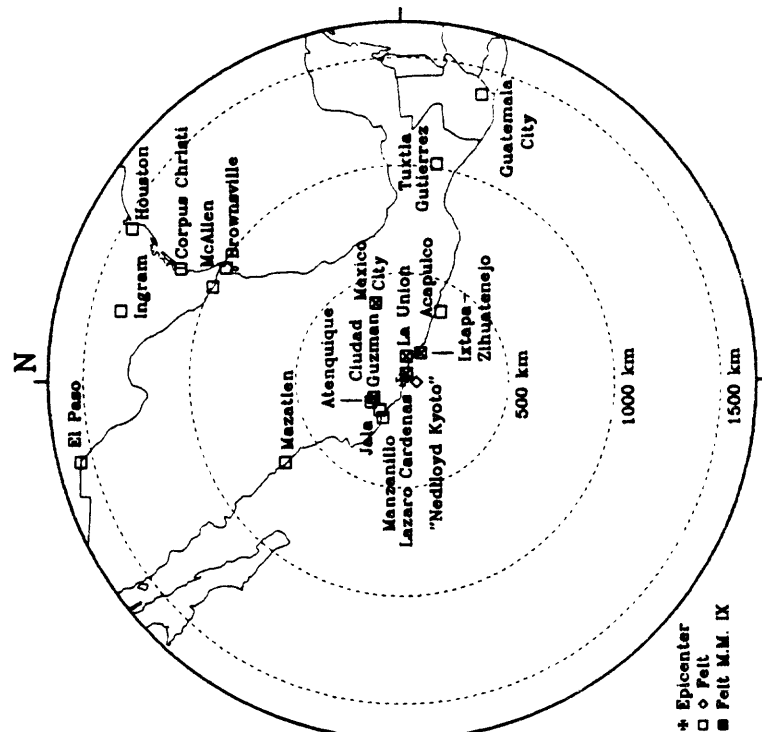 N
El Paso
Houston
Ingram
Corpus Christi
McAllen
Brownsville
Mazatlen
Atenquique
Ciudad
Guzman
Mexico
City
La Union
Acapulco
Tuxtla
Gutierrez
Guatemala
City
Jala
Manzanillo
Lazaro Cardenas
"Nedlloyd Kyoto"
Ixtapa-
Zihuatenejo
500 km
1000 km
1500 km
Epicenter
Felt
Felt M.M. IX